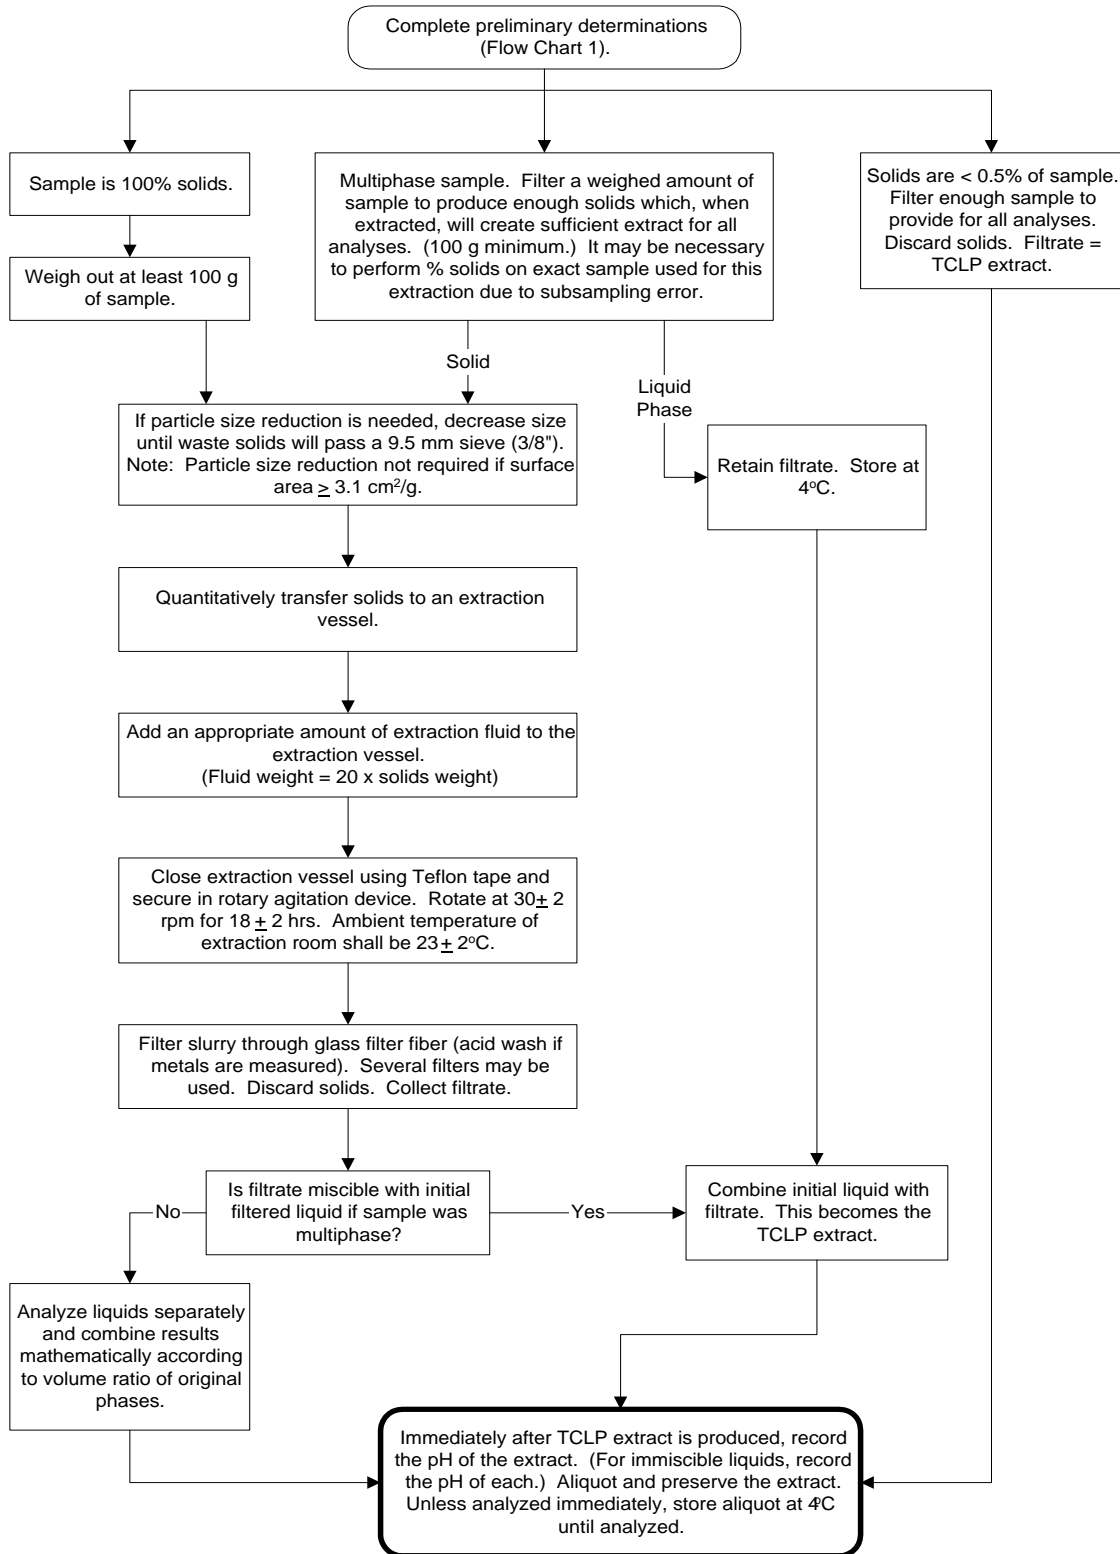 Complete preliminary determinations
(Flow Chart 1).
Sample is 100% solids.
Weigh out at least 100 g
of sample.
Multiphase sample.  Filter a weighed amount of
sample to produce enough solids which, when
extracted, will create sufficient extract for all
analyses.  (100 g minimum.)  It may be necessary
to perform % solids on exact sample used for this
extraction due to subsampling error.
Solids are < 0.5% of sample.
Filter enough sample to
provide for all analyses.
Discard solids.  Filtrate =
TCLP extract.
Solid
Liquid
Phase
If particle size reduction is needed, decrease size
until waste solids will pass a 9.5 mm sieve (3/8").
Note:  Particle size reduction not required if surface
area ≥ 3.1 cm²/g.
Retain filtrate.  Store at
4°C.
Quantitatively transfer solids to an extraction
vessel.
Add an appropriate amount of extraction fluid to the
extraction vessel.
(Fluid weight = 20 x solids weight)
Close extraction vessel using Teflon tape and
secure in rotary agitation device.  Rotate at 30± 2
rpm for 18 ± 2 hrs.  Ambient temperature of
extraction room shall be 23 ± 2°C.
Filter slurry through glass filter fiber (acid wash if
metals are measured).  Several filters may be
used.  Discard solids.  Collect filtrate.
Is filtrate miscible with initial
filtered liquid if sample was
multiphase?
No
Yes
Combine initial liquid with
filtrate.  This becomes the
TCLP extract.
Analyze liquids separately
and combine results
mathematically according
to volume ratio of original
phases.
Immediately after TCLP extract is produced, record
the pH of the extract. (For immiscible liquids, record
the pH of each.)  Aliquot and preserve the extract.
Unless analyzed immediately, store aliquot at 4°C
until analyzed.